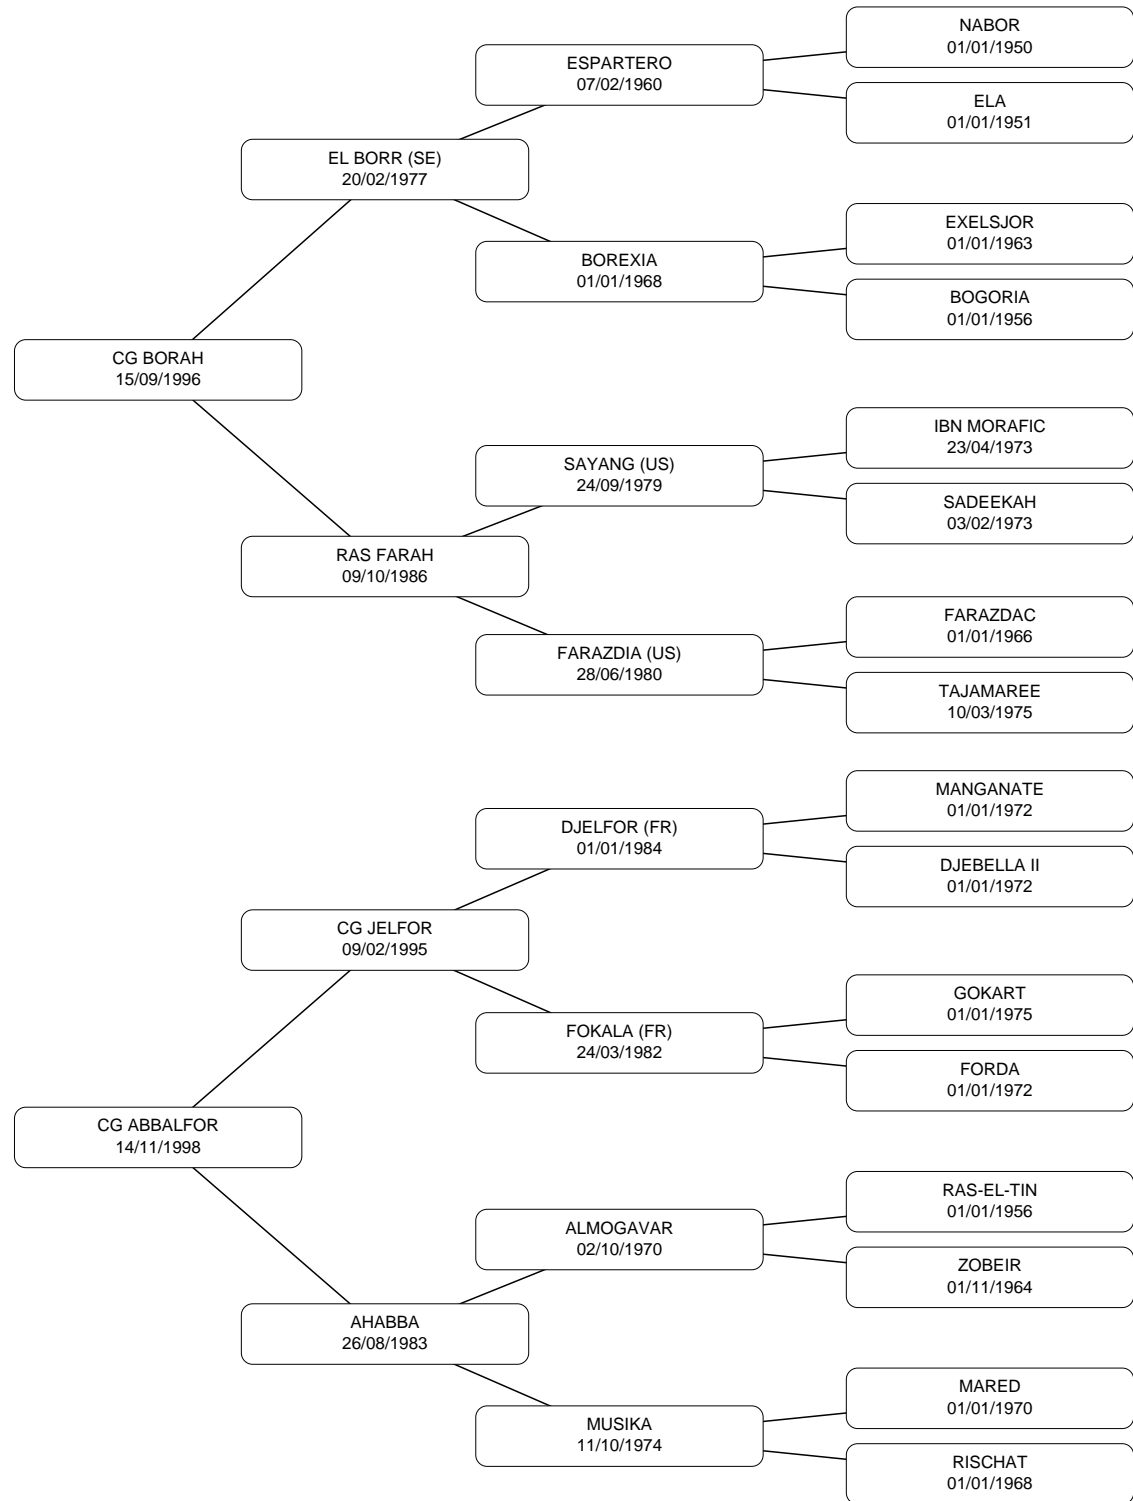 NABOR
01/01/1950
ESPARTERO
07/02/1960
ELA
01/01/1951
EL BORR (SE)
20/02/1977
EXELSJOR
01/01/1963
BOREXIA
01/01/1968
BOGORIA
01/01/1956
CG BORAH
15/09/1996
IBN MORAFIC
23/04/1973
SAYANG (US)
24/09/1979
SADEEKAH
03/02/1973
RAS FARAH
09/10/1986
FARAZDAC
01/01/1966
FARAZDIA (US)
28/06/1980
TAJAMAREE
10/03/1975
MANGANATE
01/01/1972
DJELFOR (FR)
01/01/1984
DJEBELLA II
01/01/1972
CG JELFOR
09/02/1995
GOKART
01/01/1975
FOKALA (FR)
24/03/1982
FORDA
01/01/1972
CG ABBALFOR
14/11/1998
RAS-EL-TIN
01/01/1956
ALMOGAVAR
02/10/1970
ZOBEIR
01/11/1964
AHABBA
26/08/1983
MARED
01/01/1970
MUSIKA
11/10/1974
RISCHAT
01/01/1968